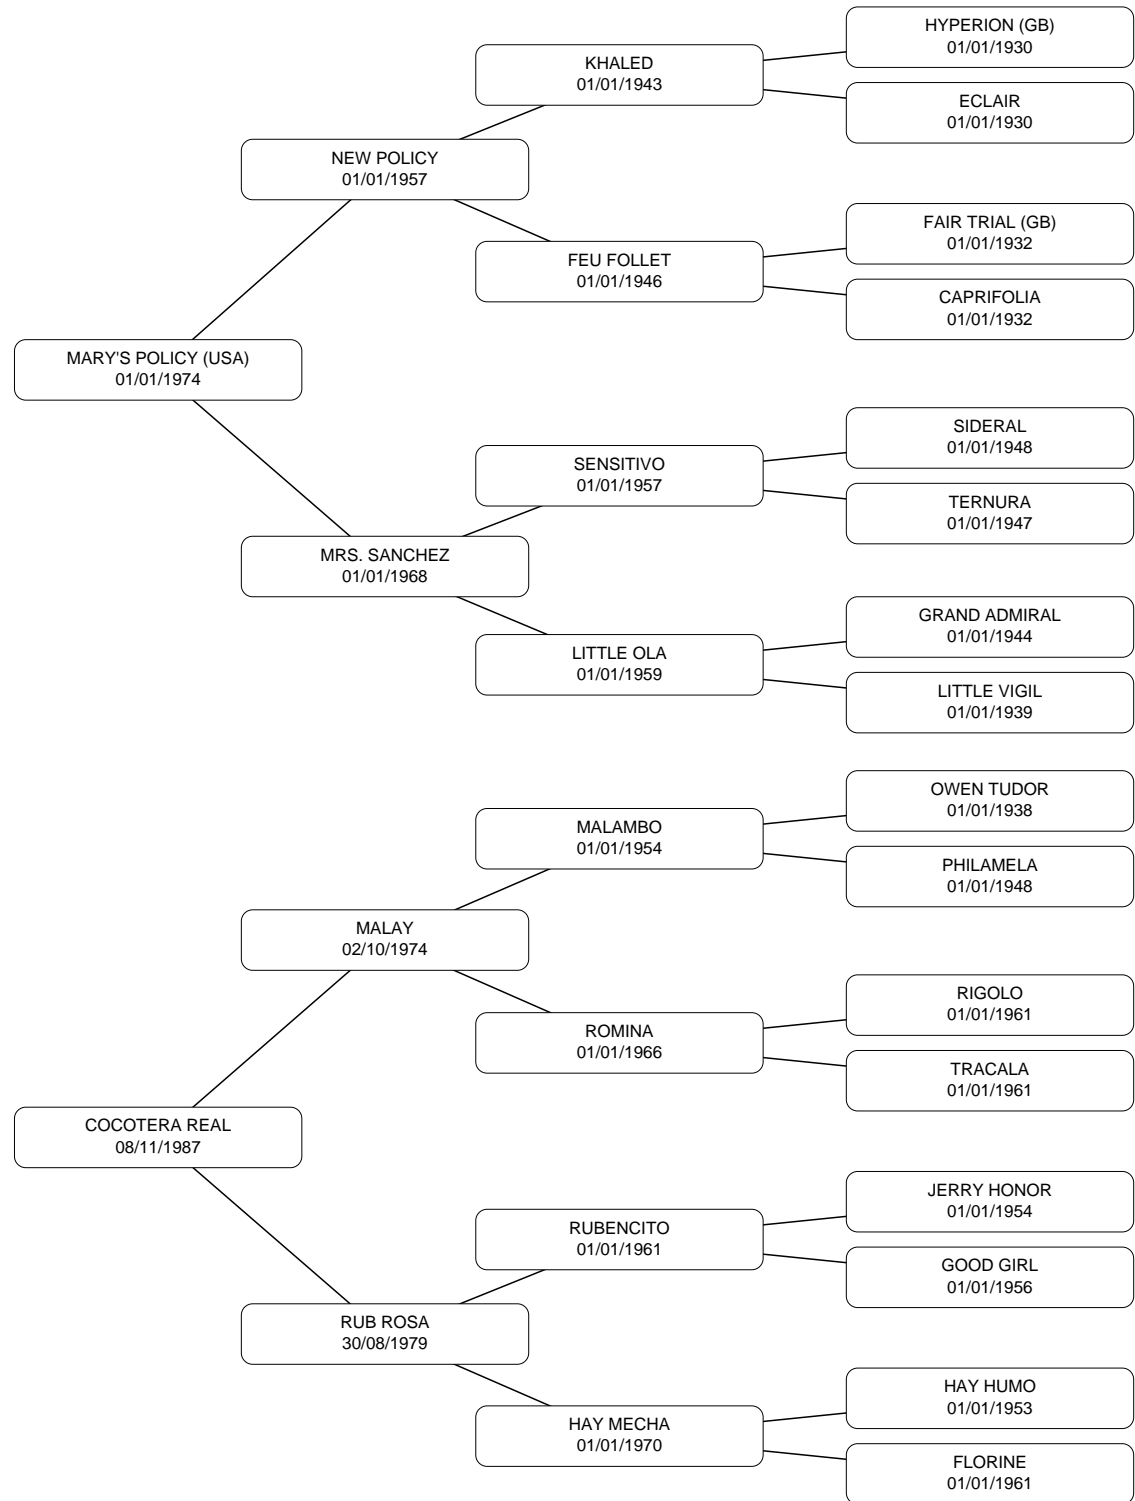 HYPERION (GB)
01/01/1930
KHALED
01/01/1943
ECLAIR
01/01/1930
NEW POLICY
01/01/1957
FAIR TRIAL (GB)
01/01/1932
FEU FOLLET
01/01/1946
CAPRIFOLIA
01/01/1932
MARY'S POLICY (USA)
01/01/1974
SIDERAL
01/01/1948
SENSITIVO
01/01/1957
TERNURA
01/01/1947
MRS. SANCHEZ
01/01/1968
GRAND ADMIRAL
01/01/1944
LITTLE OLA
01/01/1959
LITTLE VIGIL
01/01/1939
OWEN TUDOR
01/01/1938
MALAMBO
01/01/1954
PHILAMELA
01/01/1948
MALAY
02/10/1974
RIGOLO
01/01/1961
ROMINA
01/01/1966
TRACALA
01/01/1961
COCOTERA REAL
08/11/1987
JERRY HONOR
01/01/1954
RUBENCITO
01/01/1961
GOOD GIRL
01/01/1956
RUB ROSA
30/08/1979
HAY HUMO
01/01/1953
HAY MECHA
01/01/1970
FLORINE
01/01/1961